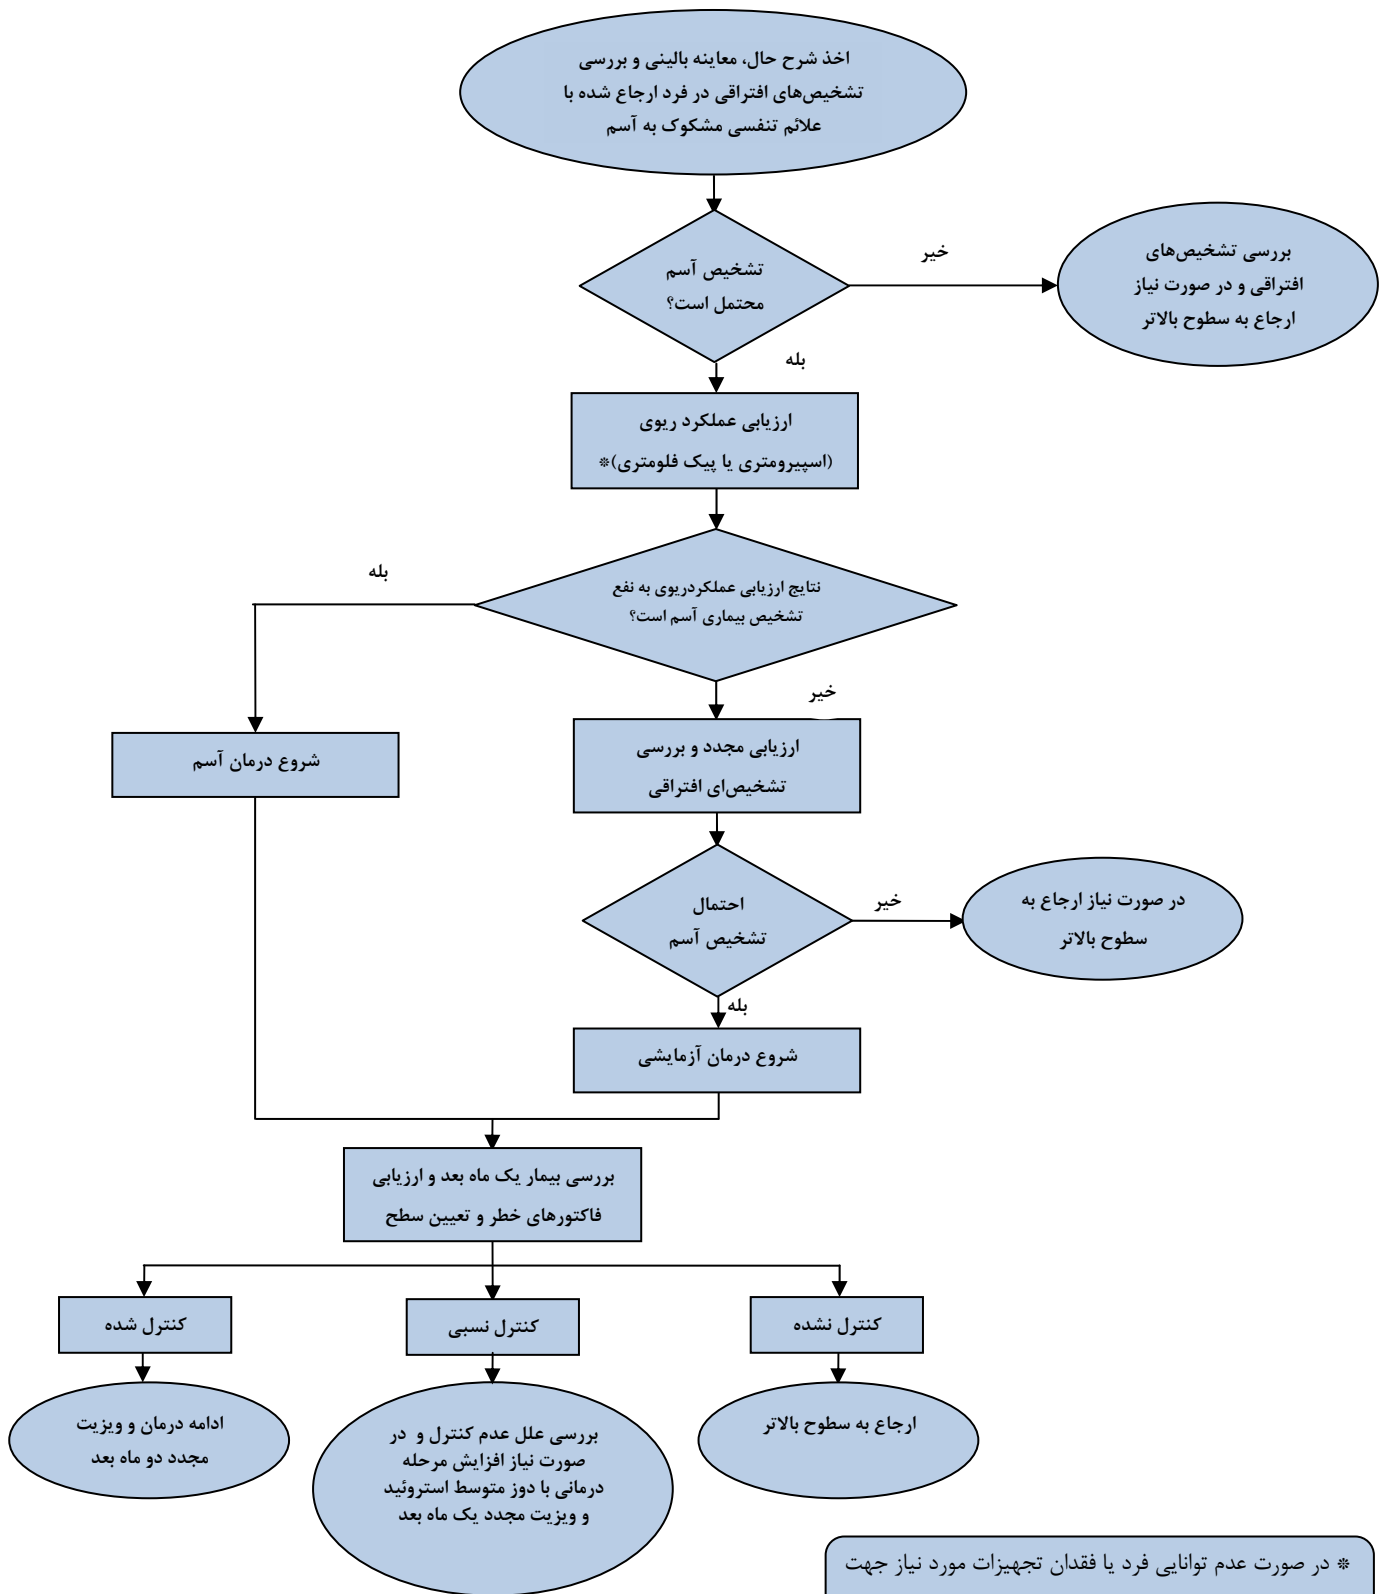 اخذ شرح حال، معاینه بالینی و بررسی
تشخیص‌های افتراقی در فرد ارجاع شده با
علائم تنفسی مشکوک به آسم
تشخیص آسم
محتمل است؟
خیر
بررسی تشخیص‌های
افتراقی و در صورت نیاز
ارجاع به سطوح بالاتر
بله
ارزیابی عملکرد ریوی
(اسپیرومتری یا پیک فلومتری)*
نتایج ارزیابی عملکردریوی به نفع
تشخیص بیماری آسم است؟
بله
خیر
شروع درمان آسم
ارزیابی مجدد و بررسی
تشخیص‌ای افتراقی
احتمال
تشخیص آسم
خیر
در صورت نیاز ارجاع به
سطوح بالاتر
بله
شروع درمان آزمایشی
بررسی بیمار یک ماه بعد و ارزیابی
فاکتورهای خطر و تعیین سطح
کنترل نشده
کنترل نسبی
کنترل شده
ارجاع به سطوح بالاتر
بررسی علل عدم کنترل و در
صورت نیاز افزایش مرحله
درمانی با دوز متوسط استروئید
و ویزیت مجدد یک ماه بعد
ادامه درمان و ویزیت
مجدد دو ماه بعد
* در صورت عدم توانایی فرد یا فقدان تجهیزات مورد نیاز جهت